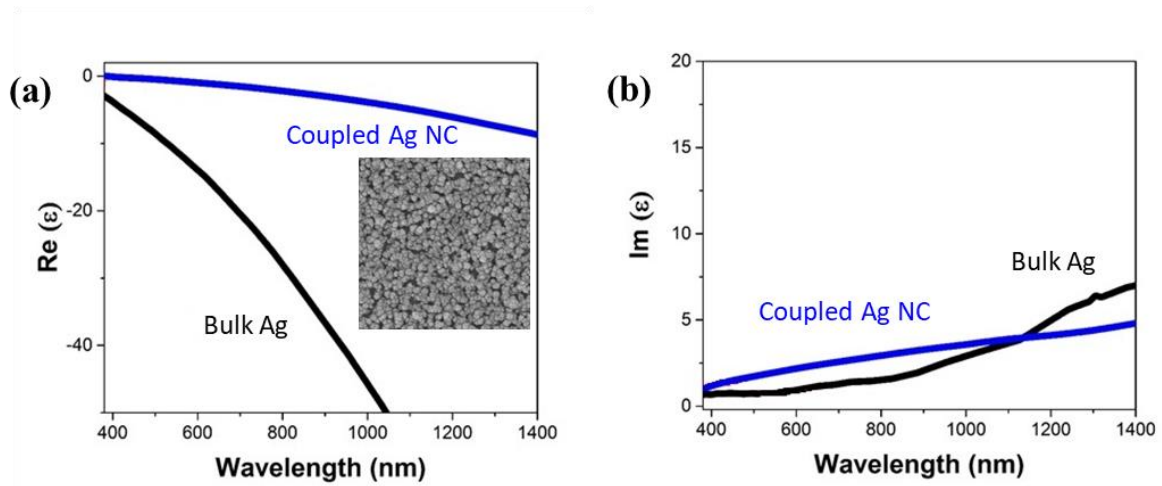 (a)
Re (ε)
0
-20
-40
Coupled Ag NC
Bulk Ag
400 600 800 1000 1200 1400
Wavelength (nm)
(b)
Im (ε)
20
15
10
5
0
Bulk Ag
Coupled Ag NC
400 600 800 1000 1200 1400
Wavelength (nm)